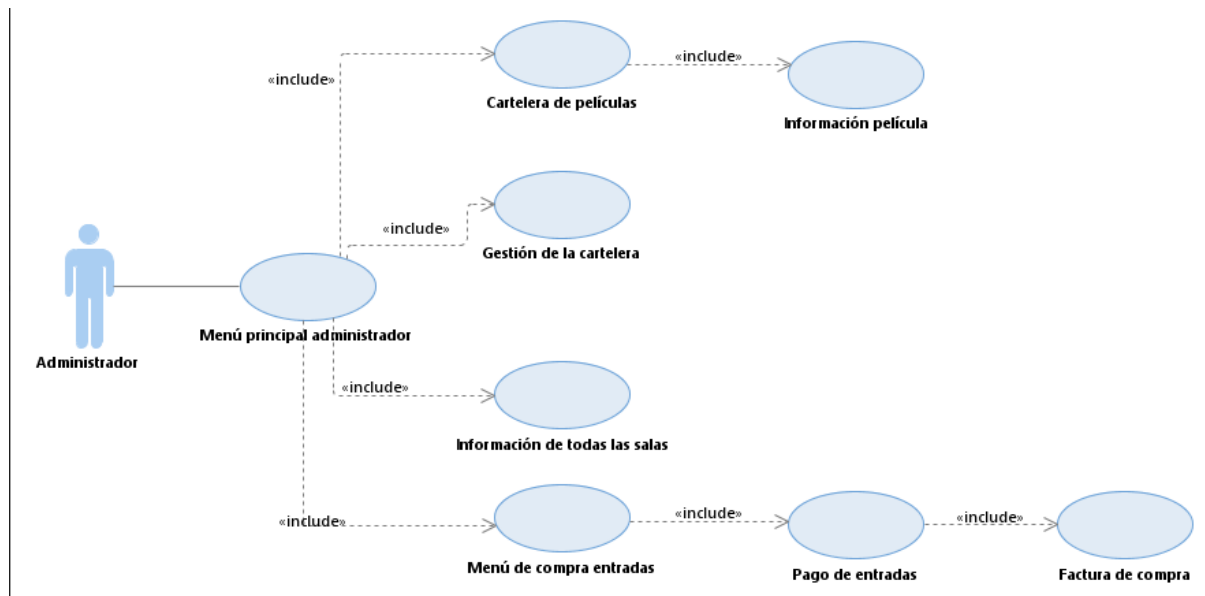 «include»
Cartelera de películas
«include»
Información película
«include»
Gestión de la cartelera
Administrador
Menú principal administrador
«include»
Información de todas las salas
«include»
Menú de compra entradas
«include»
Pago de entradas
«include»
Factura de compra